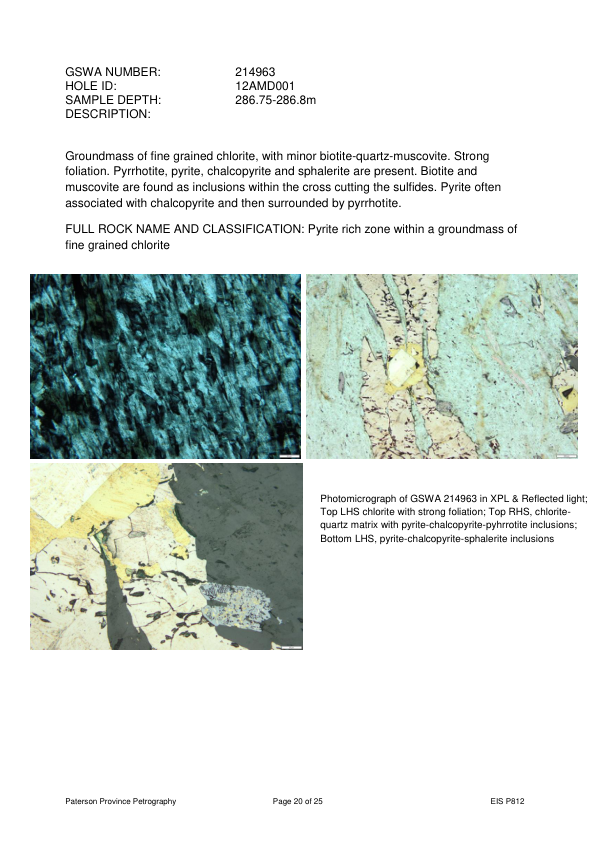 GSWA NUMBER: 214963
HOLE ID: 12AMD001
SAMPLE DEPTH: 286.75-286.8m
DESCRIPTION:
Groundmass of fine grained chlorite, with minor biotite-quartz-muscovite. Strong
foliation. Pyrrhotite, pyrite, chalcopyrite and sphalerite are present. Biotite and
muscovite are found as inclusions within the cross cutting the sulfides. Pyrite often
associated with chalcopyrite and then surrounded by pyrrhotite.
FULL ROCK NAME AND CLASSIFICATION: Pyrite rich zone within a groundmass of
fine grained chlorite
Photomicrograph of GSWA 214963 in XPL & Reflected light;
Top LHS chlorite with strong foliation; Top RHS, chlorite-
quartz matrix with pyrite-chalcopyrite-pyhrrotite inclusions;
Bottom LHS, pyrite-chalcopyrite-sphalerite inclusions
Paterson Province Petrography Page 20 of 25 EIS P812